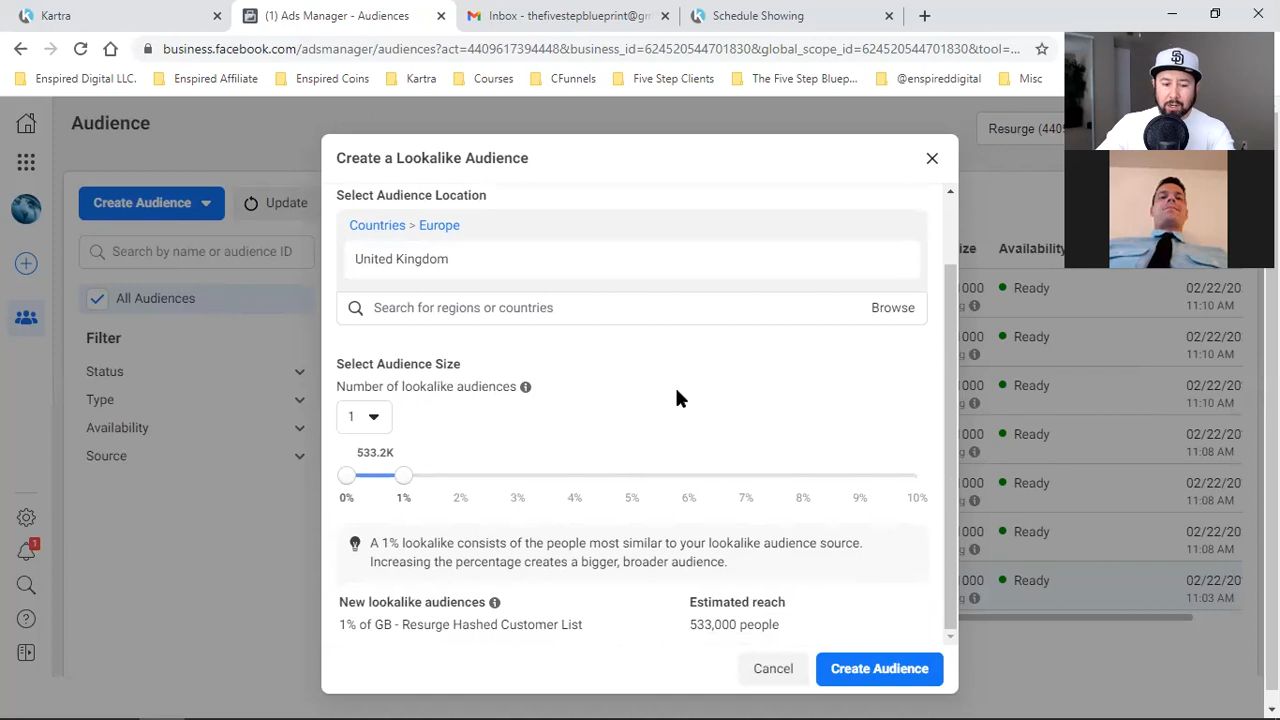 Kartra
(1) Ads Manager - Audiences
Inbox - thefivestepblueprint@gm
Schedule Showing
business.facebook.com/adsmanager/audiences?act=4409617394448&business_id=624520544701830&global_scope_id=624520544701830&tool=...
Enspired Digital LLC.
Enspired Affiliate
Enspired Coins
Kartra
Courses
CFunnels
Five Step Clients
The Five Step Bluep...
@enspireddigital
Misc
Audience
Resurge (440
Create Audience
Update
Search by name or audience ID
All Audiences
Filter
Status
Type
Availability
Source
1
Create a Lookalike Audience
Select Audience Location
Countries > Europe
United Kingdom
Search for regions or countries
Browse
Select Audience Size
Number of lookalike audiences
1
533.2K
0% 1% 2% 3% 4% 5% 6% 7% 8% 9% 10%
A 1% lookalike consists of the people most similar to your lookalike audience source.
Increasing the percentage creates a bigger, broader audience.
New lookalike audiences
Estimated reach
1% of GB - Resurge Hashed Customer List
533,000 people
Cancel
Create Audience
ize
Availability
000 Ready 02/22/20
g 11:10 AM
000 Ready 02/22/20
g 11:10 AM
000 Ready 02/22/20
g 11:10 AM
000 Ready 02/22/20
g 11:08 AM
000 Ready 02/22/20
g 11:08 AM
000 Ready 02/22/20
g 11:08 AM
000 Ready 02/22/20
g 11:03 AM